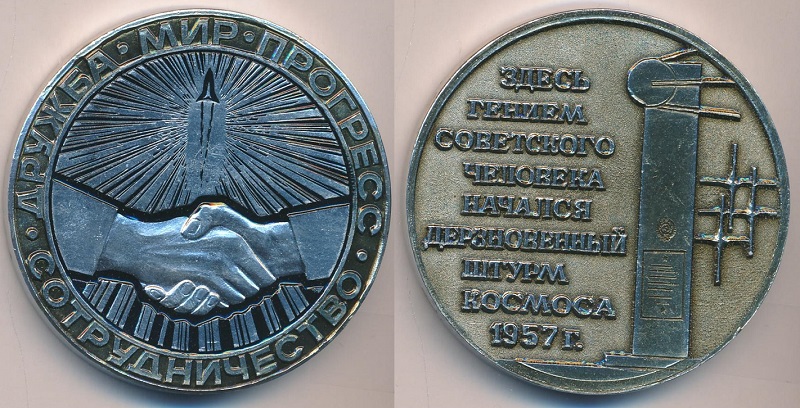 ДРУЖБА · МИР · ПРОГРЕСС ·
СОТРУДНИЧЕСТВО ·
ЗДЕСЬ
ГЕНИЕМ
СОВЕТСКОГО
ЧЕЛОВЕКА
НАЧАЛСЯ
ДЕРЗНОВЕННЫЙ
ШТУРМ
КОСМОСА
1957 Г.